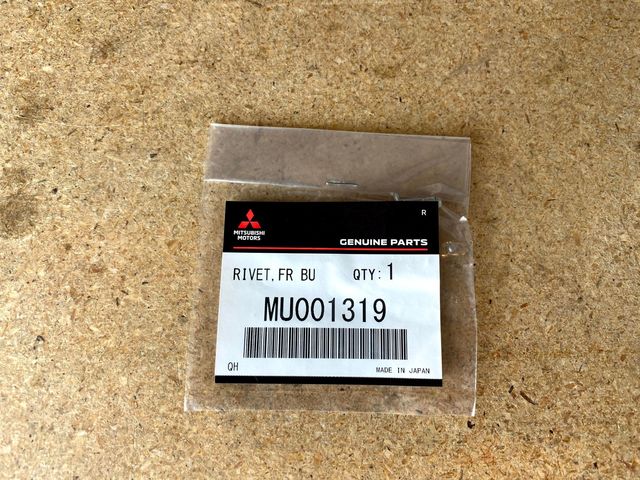 R
MITSUBISHI
MOTORS
GENUINE PARTS
RIVET,FR BU QTY: 1
MU001319
QH MADE IN JAPAN